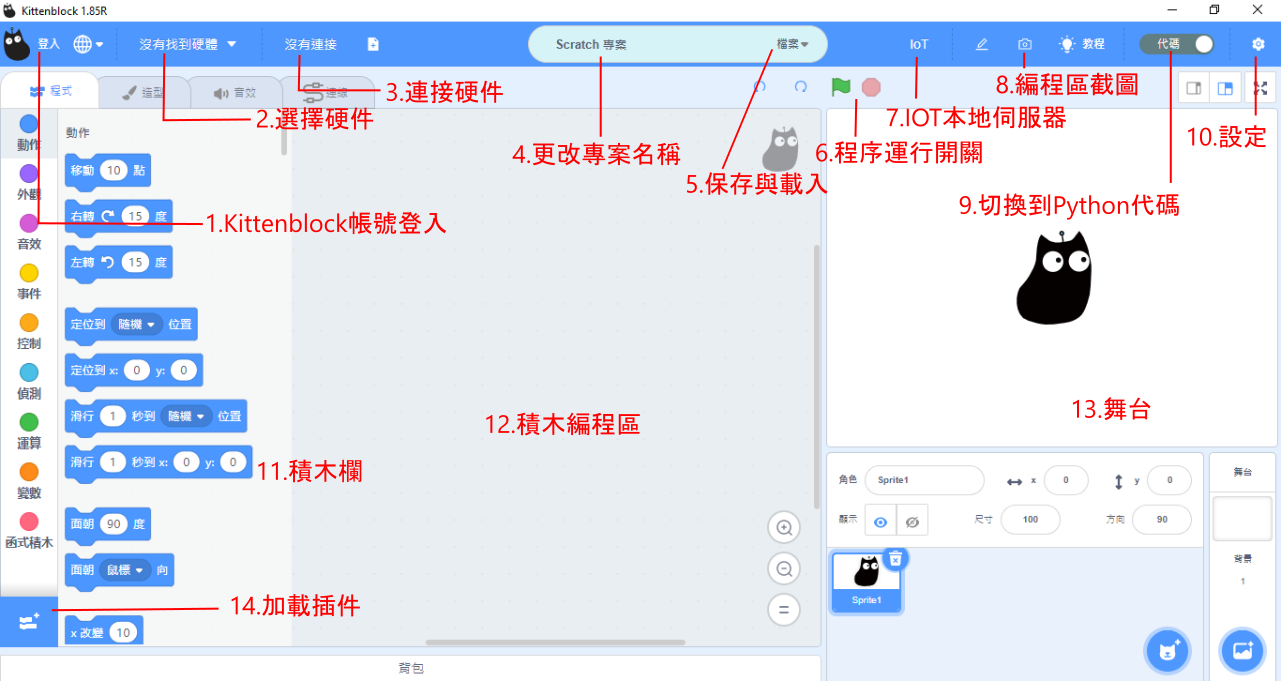 Kittenblock 1.85R
登入
沒有找到硬體
沒有連接
Scratch 專案
檔案
IoT
教程
代碼
程式
造型
音效
連線
3.連接硬件
2.選擇硬件
4.更改專案名稱
5.保存與載入
6.程序運行開關
7.IOT本地伺服器
8.編程區截圖
9.切換到Python代碼
10.設定
1.Kittenblock帳號登入
動作
外觀
音效
事件
控制
偵測
運算
變數
函式積木
動作
移動 10 點
右轉 15 度
左轉 15 度
定位到 隨機 位置
定位到 x: 0 y: 0
滑行 1 秒到 隨機 位置
滑行 1 秒到 x: 0 y: 0
面朝 90 度
面朝 鼠標 向
x 改變 10
11.積木欄
12.積木編程區
13.舞台
14.加載插件
背包
角色 Sprite1 x 0 y 0
顯示 尺寸 100 方向 90
Sprite1
舞台
背景
1